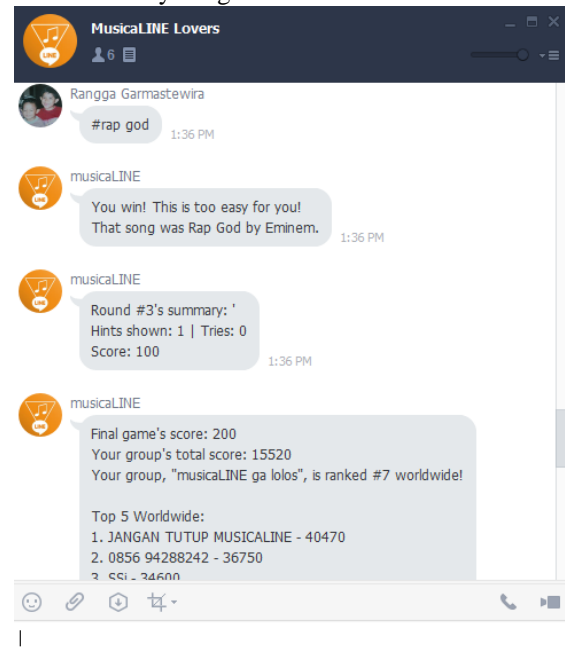 MusicaLINE Lovers
6
Rangga Garmastewira
#rap god
1:36 PM
musicaLINE
You win! This is too easy for you!
That song was Rap God by Eminem.
1:36 PM
musicaLINE
Round #3's summary: '
Hints shown: 1 | Tries: 0
Score: 100
1:36 PM
musicaLINE
Final game's score: 200
Your group's total score: 15520
Your group, "musicaLINE ga lolos", is ranked #7 worldwide!
Top 5 Worldwide:
1. JANGAN TUTUP MUSICALINE - 40470
2. 0856 94288242 - 36750
3. SSi - 34600